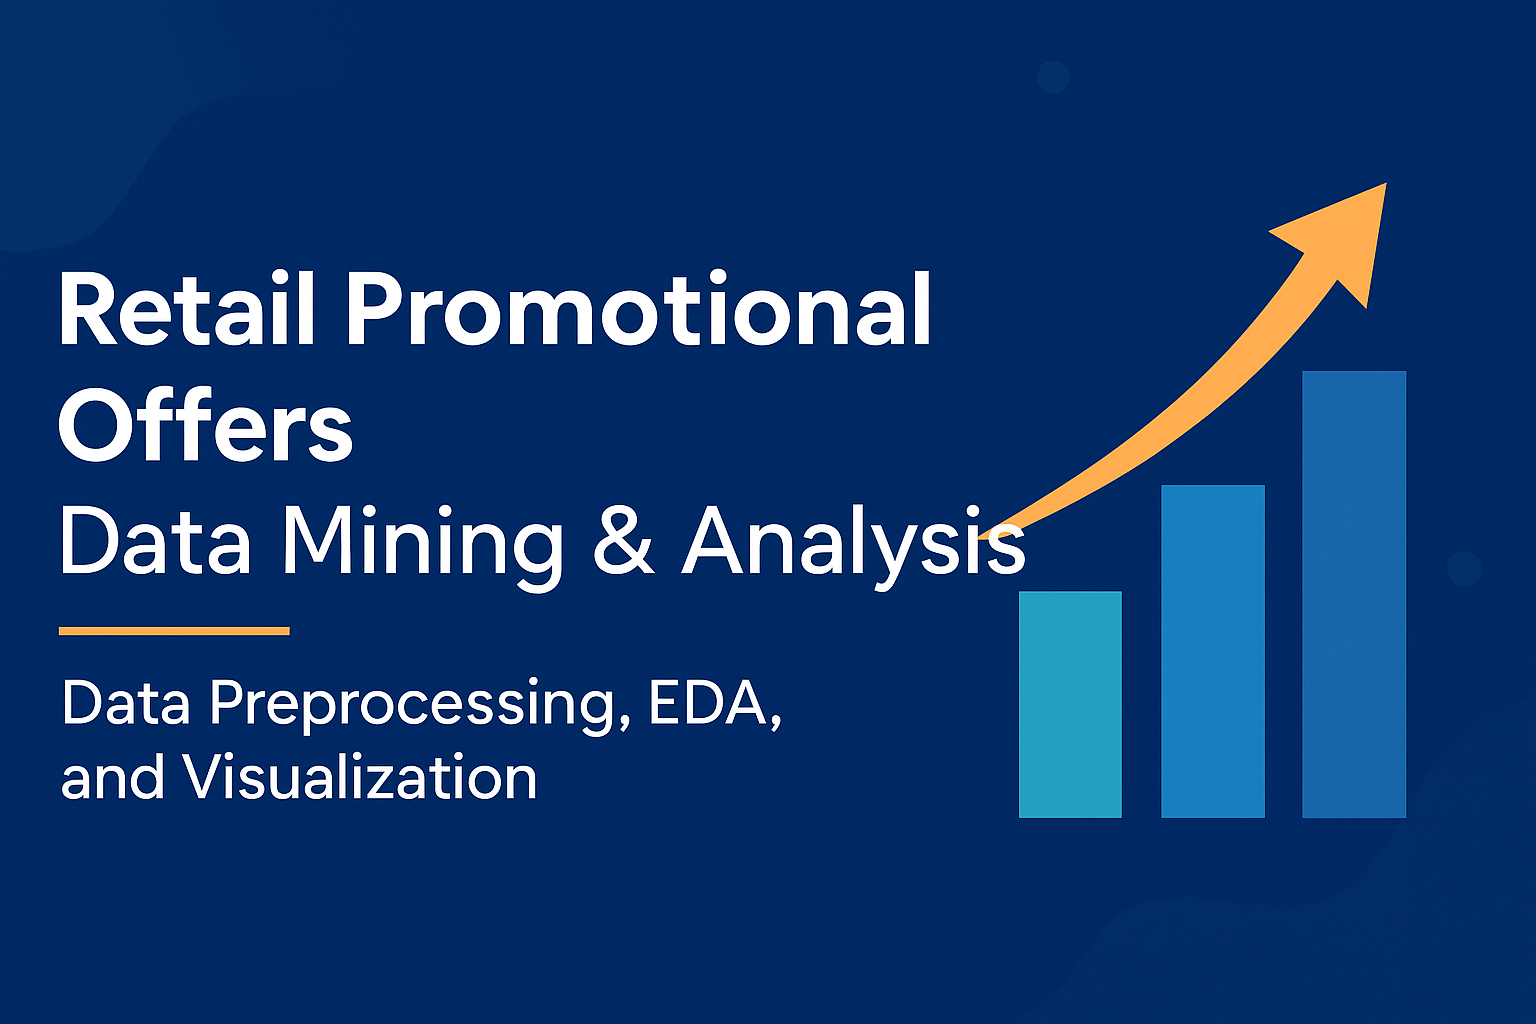 Retail Promotional
Offers
Data Mining & Analysis
Data Preprocessing, EDA,
and Visualization